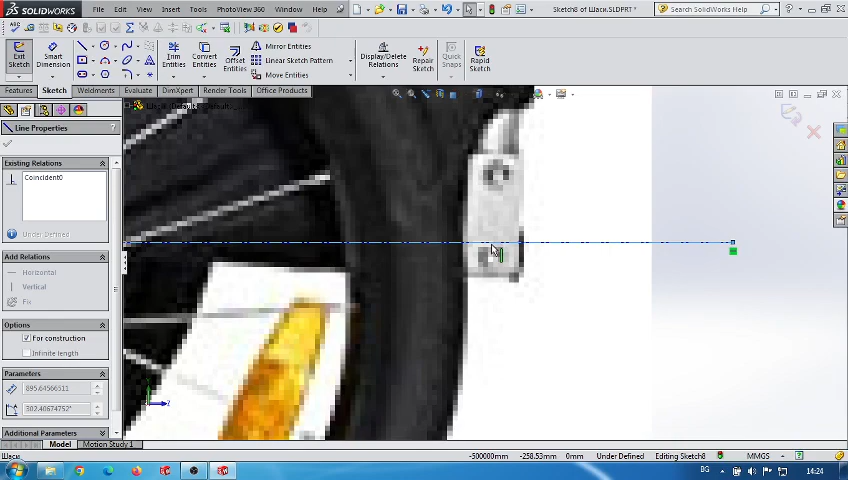 SOLIDWORKS
File Edit View Insert Tools PhotoView 360 Window Help
Sketch8 of Шаси.SLDPRT *
Search SolidWorks Help
Exit Sketch
Smart Dimension
Trim Entities
Convert Entities
Offset Entities
Mirror Entities
Linear Sketch Pattern
Move Entities
Display/Delete Relations
Repair Sketch
Quick Snaps
Rapid Sketch
Features Sketch Weldments Evaluate DimXpert Render Tools Office Products
Line Properties
Existing Relations
Coincident0
Under Defined
Add Relations
Horizontal
Vertical
Fix
Options
For construction
Infinite length
Parameters
895.64566511
302.40674752°
Additional Parameters
Model Motion Study 1
Шаси
-500000mm -258.53mm Under Defined Editing Sketch8 MMGS
BG 14:24